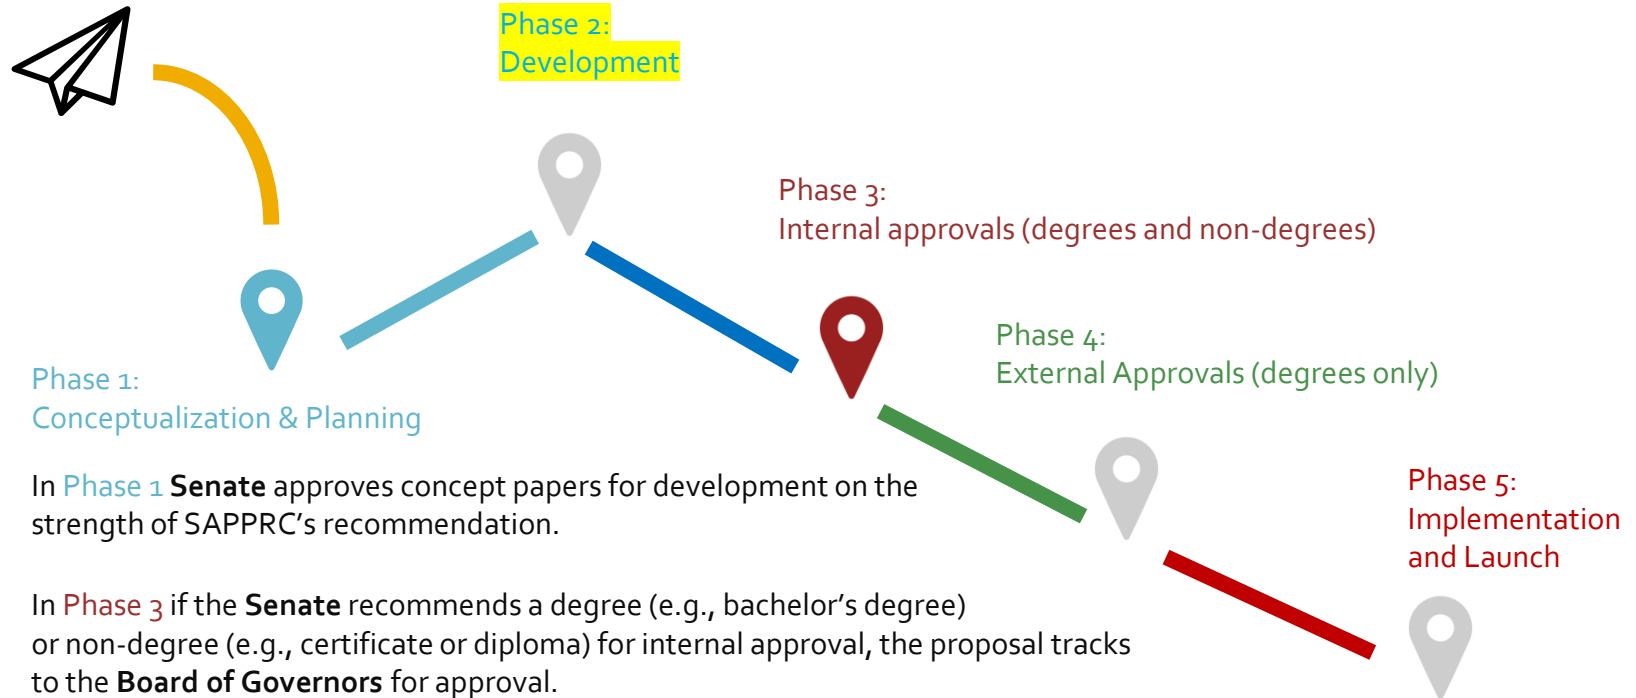 Phase 2:
Development
Phase 3:
Internal approvals (degrees and non-degrees)
Phase 4:
External Approvals (degrees only)
Phase 1:
Conceptualization & Planning
Phase 5:
Implementation
and Launch
In Phase 1 Senate approves concept papers for development on the
strength of SAPPRC’s recommendation.
In Phase 3 if the Senate recommends a degree (e.g., bachelor’s degree)
or non-degree (e.g., certificate or diploma) for internal approval, the proposal tracks
to the Board of Governors for approval.